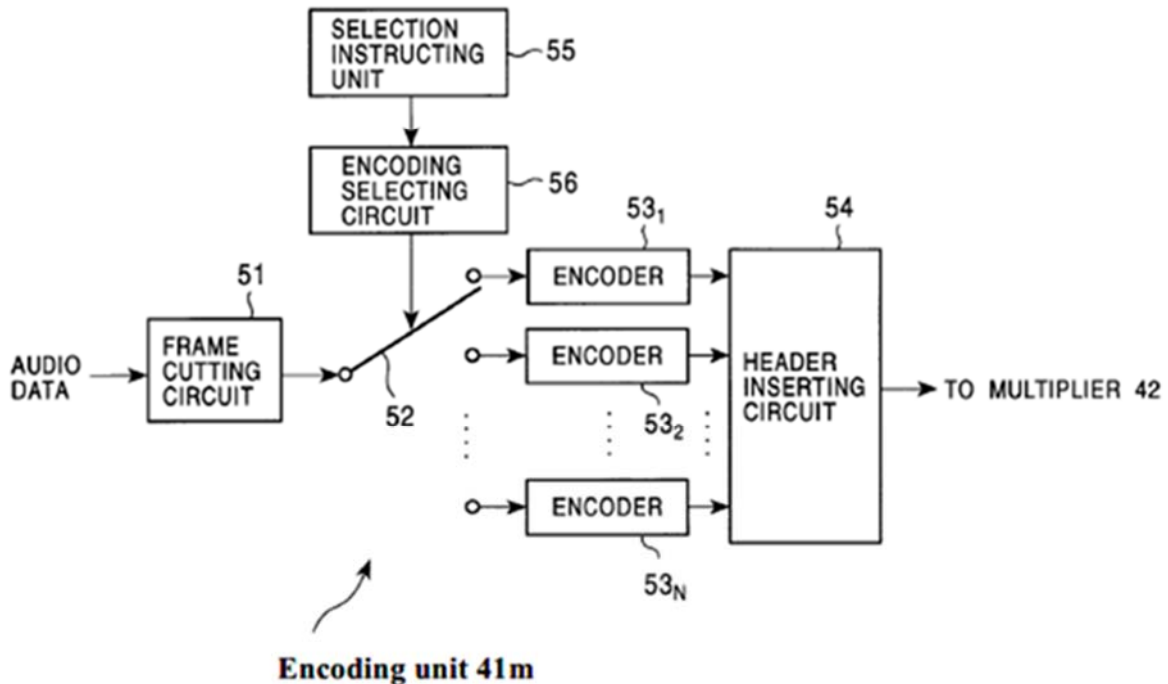 SELECTION
INSTRUCTING
UNIT
55
ENCODING
SELECTING
CIRCUIT
56
53₁
54
51
ENCODER
AUDIO
DATA
FRAME
CUTTING
CIRCUIT
52
ENCODER
53₂
HEADER
INSERTING
CIRCUIT
TO MULTIPLIER 42
ENCODER
53N
Encoding unit 41m